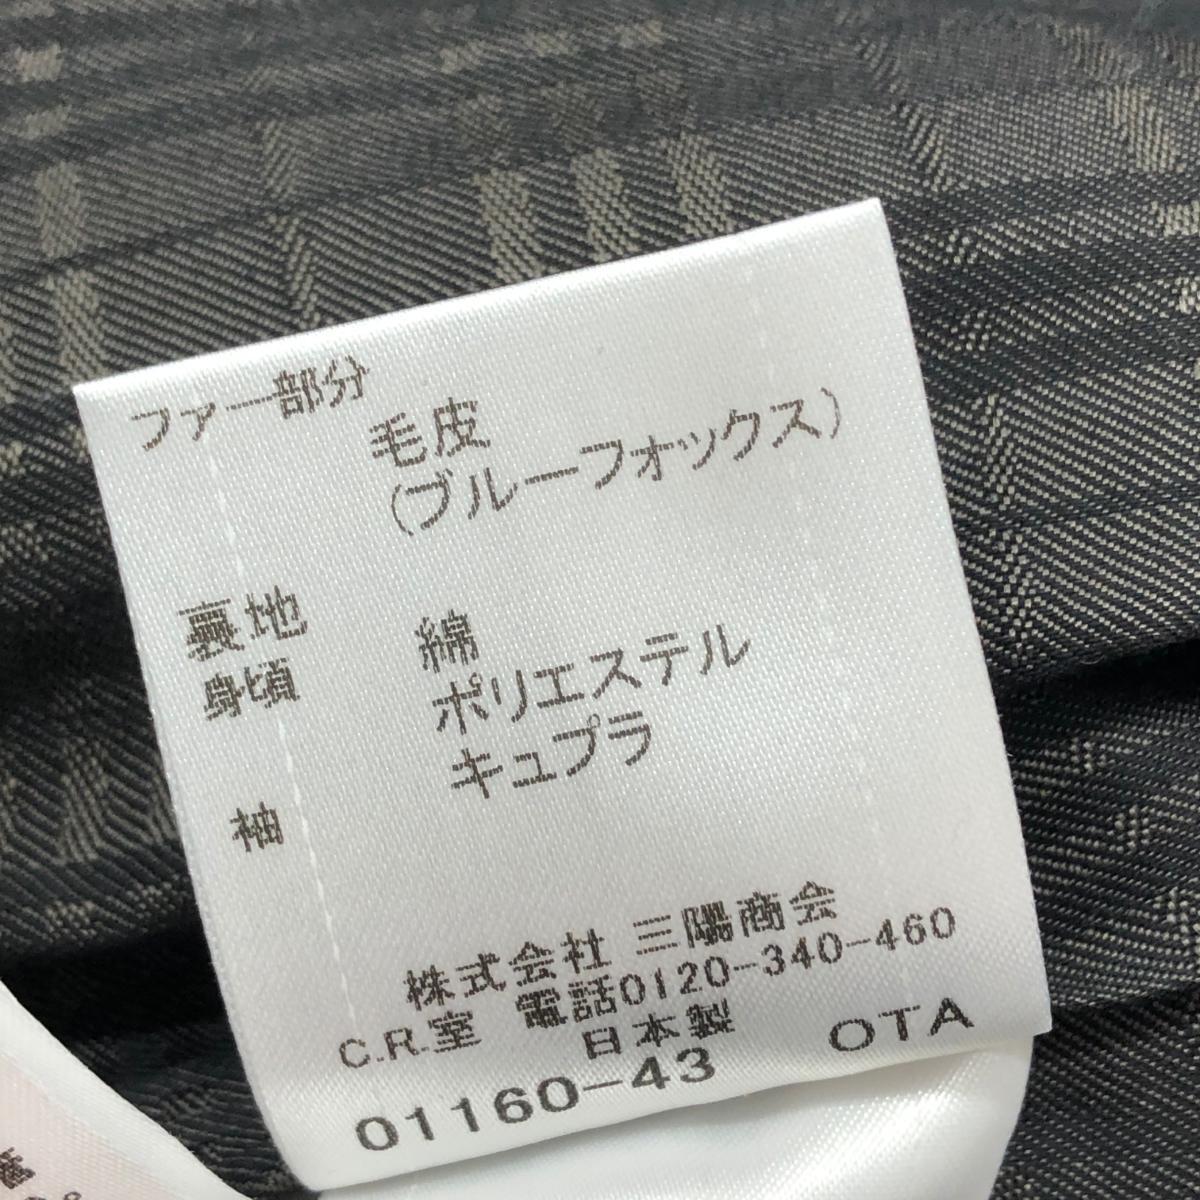 ファー部分
毛皮
(ブルーフォックス)
裏地
身頃 綿
ポリエステル
袖 キュプラ
株式会社 三陽商会
C.R.室 電話0120-340-460
日本製
01160-43 OTA